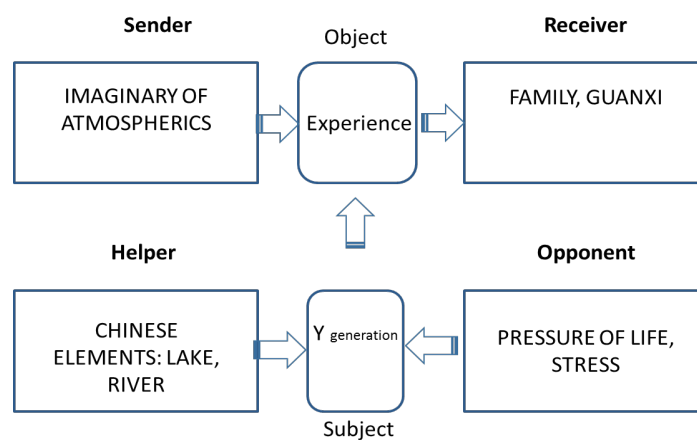 Sender
Object
Receiver
IMAGINARY OF
ATMOSPHERICS
Experience
FAMILY, GUANXI
Helper
Opponent
CHINESE
ELEMENTS: LAKE,
RIVER
Y generation
PRESSURE OF LIFE,
STRESS
Subject